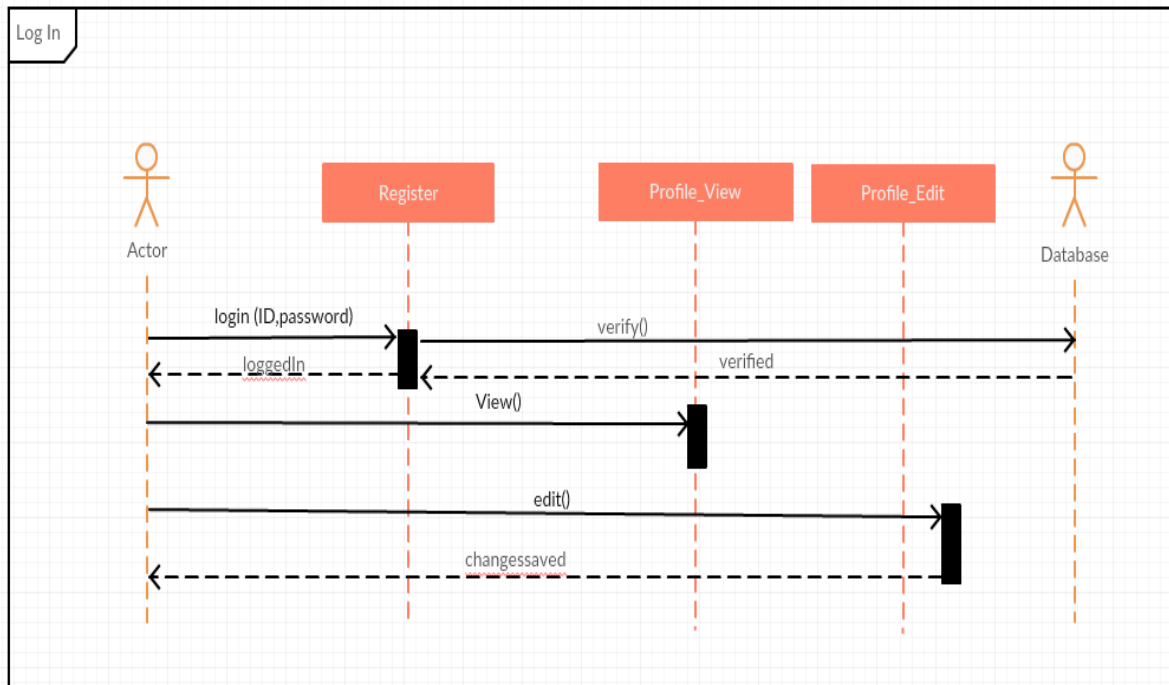 Log In
Register
Profile_View
Profile_Edit
Actor
Database
login (ID,password)
verify()
loggedIn
verified
View()
edit()
changessaved